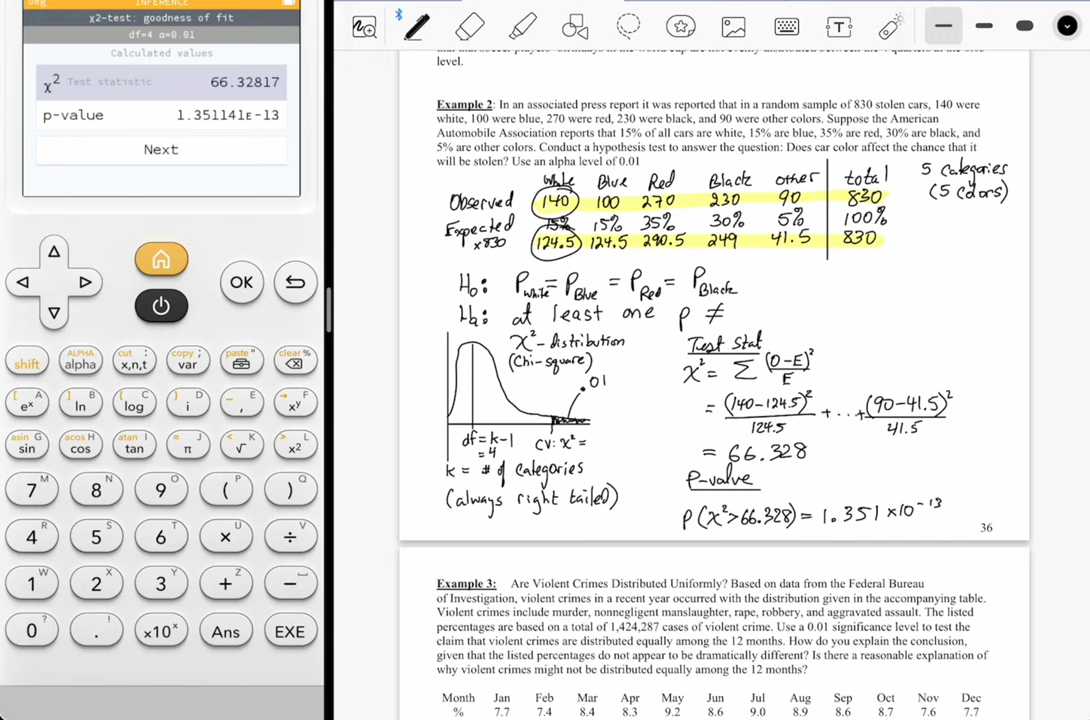 deg
INFERENCE
χ2-test: goodness of fit
df=4 α=0.01
Calculated values
χ2 Test statistic 66.32817
p-value 1.351141E-13
Next
OK
shift
ALPHA
alpha
cut :
x,n,t
copy ;
var
paste "
clear %
[ A
eˣ
] B
ln
{ C
log
} D
i
_ E
,
→ F
xʸ
asin G
sin
acos H
cos
atan I
tan
= J
π
< K
√
> L
x²
7 M
8 N
9 O
( P
) Q
4 R
5 S
6 T
× U
÷ V
1 W
2 X
3 Y
+ Z
−
0 ?
. !
×10ˣ
Ans
EXE
T
level.
Example 2: In an associated press report it was reported that in a random sample of 830 stolen cars, 140 were
white, 100 were blue, 270 were red, 230 were black, and 90 were other colors. Suppose the American
Automobile Association reports that 15% of all cars are white, 15% are blue, 35% are red, 30% are black, and
5% are other colors. Conduct a hypothesis test to answer the question: Does car color affect the chance that it
will be stolen? Use an alpha level of 0.01
White Blue Red Black other total
Observed 140 100 270 230 90 830
Expected 15% 15% 35% 30% 5% 100%
×830 124.5 124.5 290.5 249 41.5 830
5 categories
(5 colors)
H₀: P White = P Blue = P Red = P Black
Ha: at least one p ≠
χ²-distribution
(Chi-square)
.01
df = k-1
= 4
CV: χ² =
k = # of categories
(always right tailed)
Test Stat
χ² = Σ (O-E)²/E
= (140-124.5)²/124.5 + ... + (90-41.5)²/41.5
= 66.328
P-value
P(χ²>66.328) = 1.351×10⁻¹³
36
Example 3: Are Violent Crimes Distributed Uniformly? Based on data from the Federal Bureau
of Investigation, violent crimes in a recent year occurred with the distribution given in the accompanying table.
Violent crimes include murder, nonnegligent manslaughter, rape, robbery, and aggravated assault. The listed
percentages are based on a total of 1,424,287 cases of violent crime. Use a 0.01 significance level to test the
claim that violent crimes are distributed equally among the 12 months. How do you explain the conclusion,
given that the listed percentages do not appear to be dramatically different? Is there a reasonable explanation of
why violent crimes might not be distributed equally among the 12 months?
Month Jan Feb Mar Apr May Jun Jul Aug Sep Oct Nov Dec
% 7.7 7.4 8.4 8.3 9.2 8.6 9.0 8.9 8.6 8.7 7.6 7.7